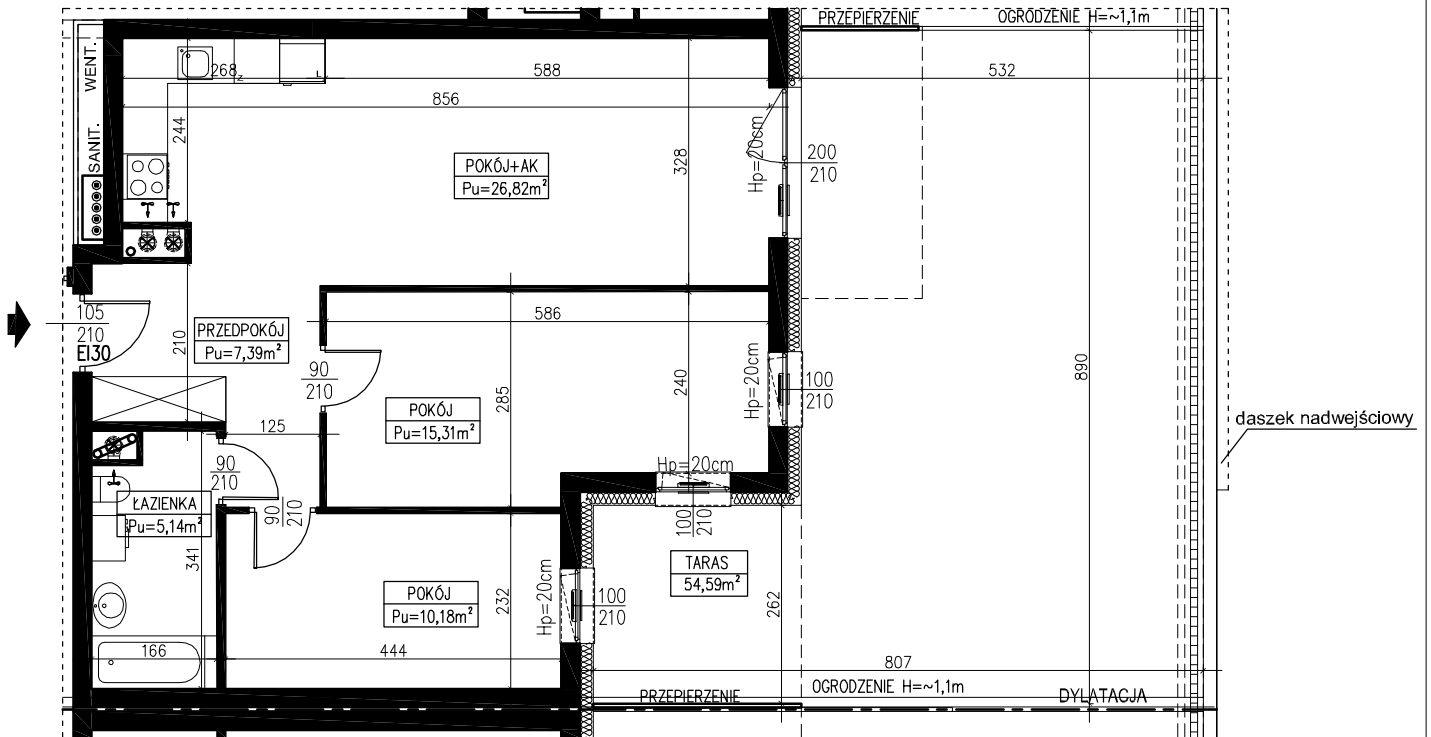 PRZEPIERZENIE
OGRODZENIE H=~1,1m
WENT.
SANIT.
268
z
L
588
532
856
244
328
POKÓJ+AK
Pu=26,82m²
Hp=20cm
200
210
105
210
EI30
210
PRZEDPOKÓJ
Pu=7,39m²
586
90
210
285
240
Hp=20cm
100
210
890
POKÓJ
Pu=15,31m²
125
daszek nadwejściowy
90
210
Hp=20cm
90
210
ŁAZIENKA
Pu=5,14m²
341
100
210
TARAS
54,59m²
POKÓJ
Pu=10,18m²
232
Hp=20cm
100
210
262
166
444
807
PRZEPIERZENIE
OGRODZENIE H=~1,1m
DYLATACJA